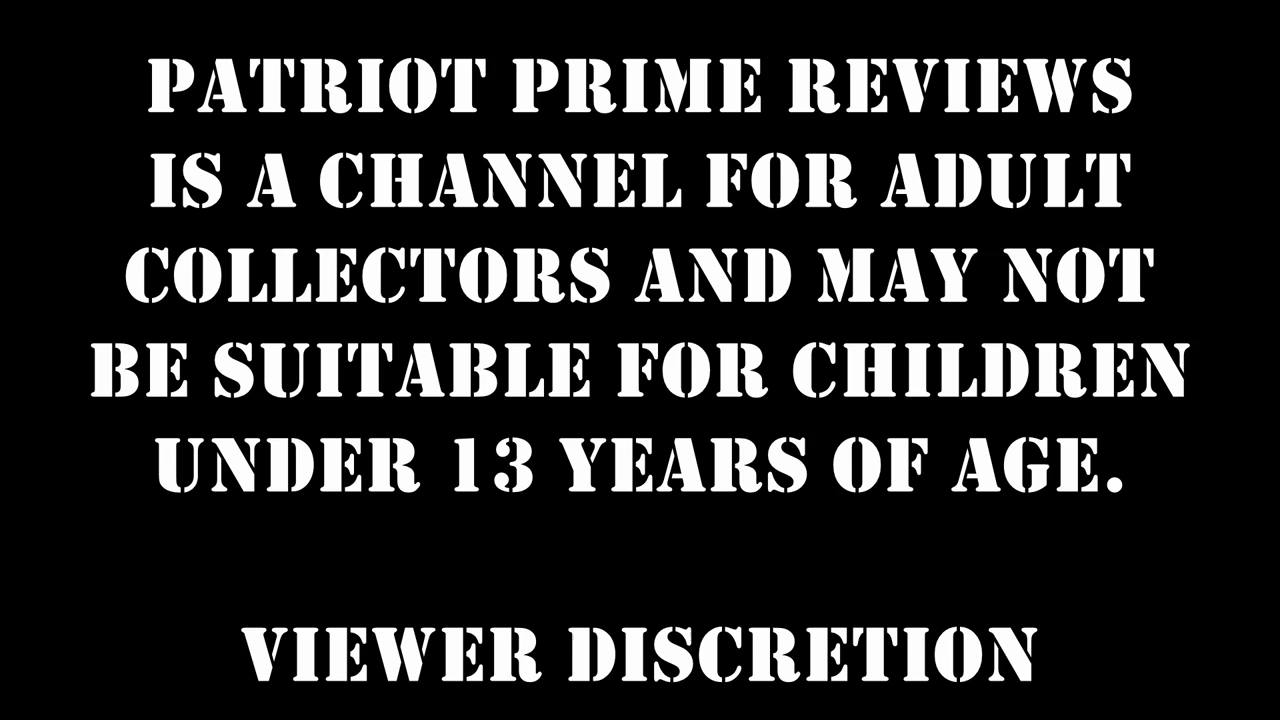 PATRIOT PRIME REVIEWS
IS A CHANNEL FOR ADULT
COLLECTORS AND MAY NOT
BE SUITABLE FOR CHILDREN
UNDER 13 YEARS OF AGE.
VIEWER DISCRETION